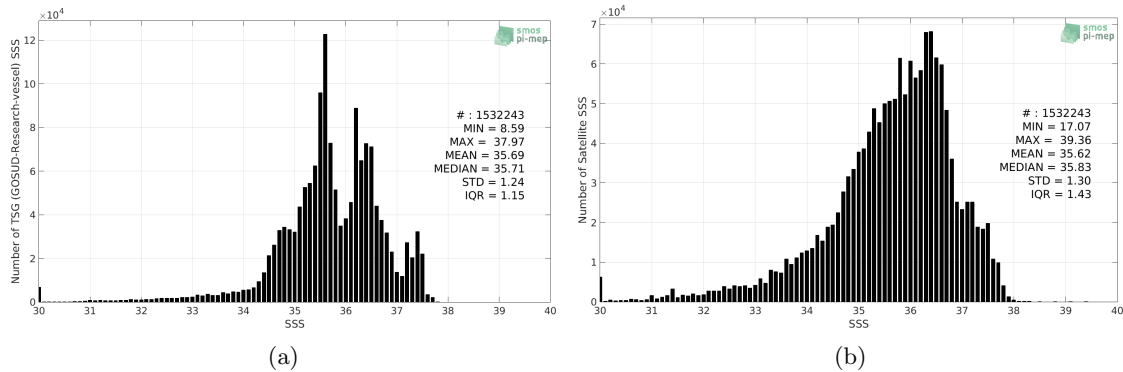 ×10⁴
smos
pi-mep
Number of TSG (GOSUD-Research-vessel) SSS
12
10
8
6
4
2
0
# : 1532243
MIN = 8.59
MAX = 37.97
MEAN = 35.69
MEDIAN = 35.71
STD = 1.24
IQR = 1.15
30 31 32 33 34 35 36 37 38 39 40
SSS
(a)
×10⁴
smos
pi-mep
Number of Satellite SSS
7
6
5
4
3
2
1
0
# : 1532243
MIN = 17.07
MAX = 39.36
MEAN = 35.62
MEDIAN = 35.83
STD = 1.30
IQR = 1.43
30 31 32 33 34 35 36 37 38 39 40
SSS
(b)